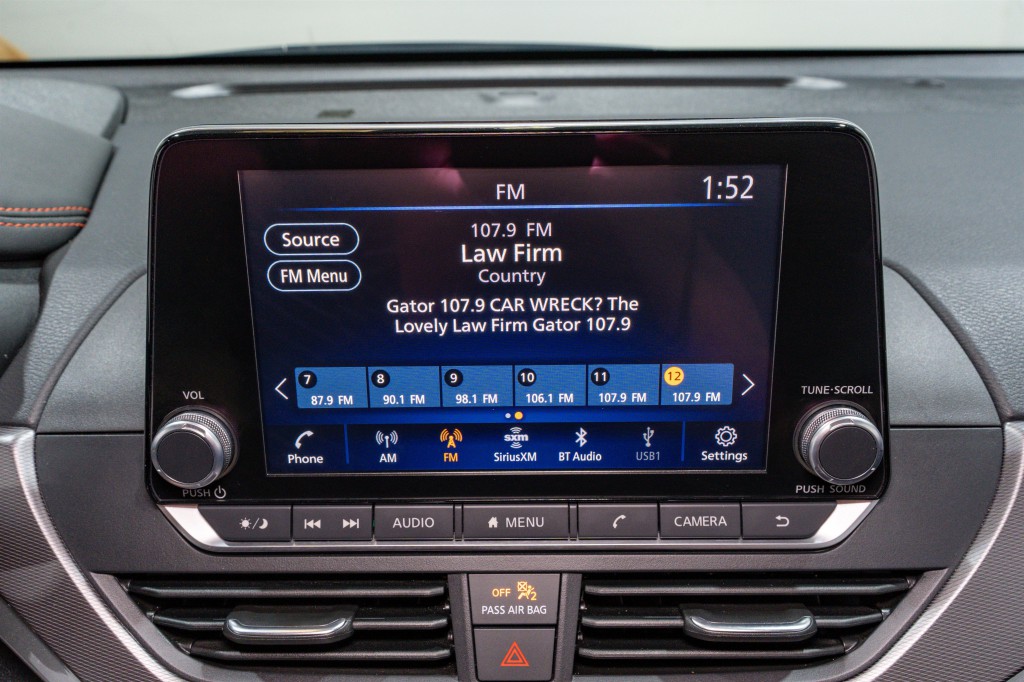 FM
1:52
Source
FM Menu
107.9 FM
Law Firm
Country
Gator 107.9 CAR WRECK? The
Lovely Law Firm Gator 107.9
7 8 9 10 11 12
87.9 FM 90.1 FM 98.1 FM 106.1 FM 107.9 FM 107.9 FM
Phone AM FM SiriusXM BT Audio USB1 Settings
sxm
VOL
PUSH
TUNE·SCROLL
PUSH SOUND
AUDIO MENU CAMERA
OFF 2
PASS AIR BAG